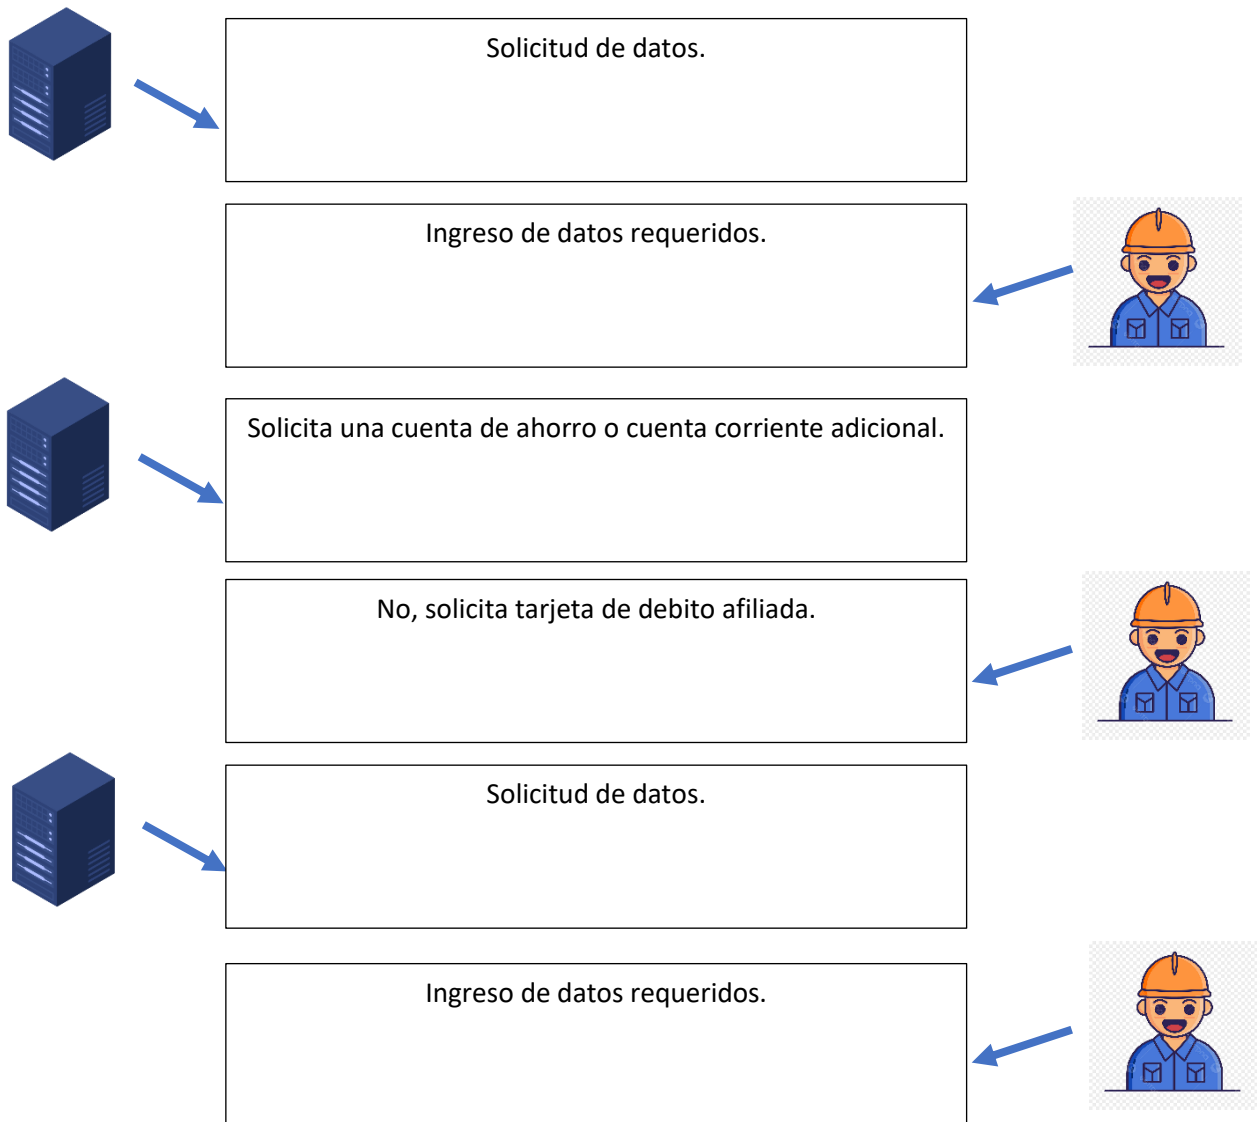 Solicitud de datos.
Ingreso de datos requeridos.
Solicita una cuenta de ahorro o cuenta corriente adicional.
No, solicita tarjeta de debito afiliada.
Solicitud de datos.
Ingreso de datos requeridos.